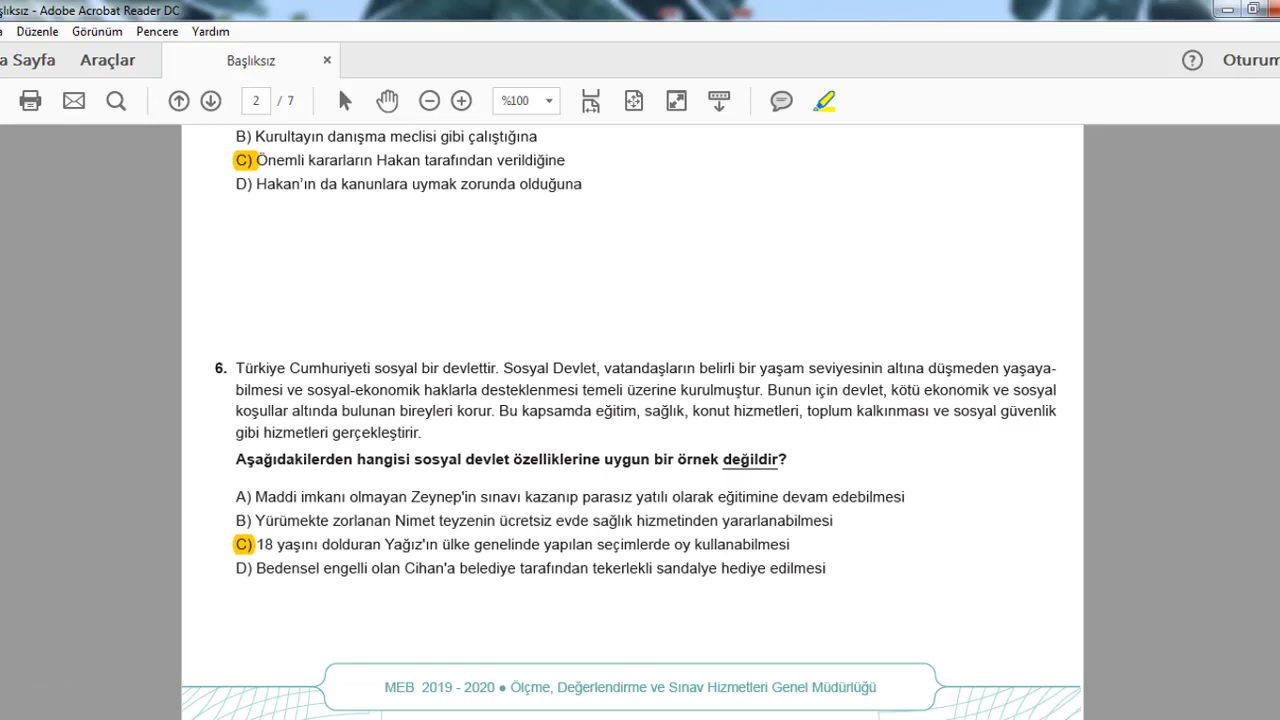 şlıksız - Adobe Acrobat Reader DC
a Düzenle Görünüm Pencere Yardım
a Sayfa Araçlar Başlıksız × ? Oturum
2 / 7 %100
B) Kurultayın danışma meclisi gibi çalıştığına
C) Önemli kararların Hakan tarafından verildiğine
D) Hakan’ın da kanunlara uymak zorunda olduğuna
6. Türkiye Cumhuriyeti sosyal bir devlettir. Sosyal Devlet, vatandaşların belirli bir yaşam seviyesinin altına düşmeden yaşaya-
bilmesi ve sosyal-ekonomik haklarla desteklenmesi temeli üzerine kurulmuştur. Bunun için devlet, kötü ekonomik ve sosyal
koşullar altında bulunan bireyleri korur. Bu kapsamda eğitim, sağlık, konut hizmetleri, toplum kalkınması ve sosyal güvenlik
gibi hizmetleri gerçekleştirir.
Aşağıdakilerden hangisi sosyal devlet özelliklerine uygun bir örnek değildir?
A) Maddi imkanı olmayan Zeynep'in sınavı kazanıp parasız yatılı olarak eğitimine devam edebilmesi
B) Yürümekte zorlanan Nimet teyzenin ücretsiz evde sağlık hizmetinden yararlanabilmesi
C) 18 yaşını dolduran Yağız'ın ülke genelinde yapılan seçimlerde oy kullanabilmesi
D) Bedensel engelli olan Cihan'a belediye tarafından tekerlekli sandalye hediye edilmesi
MEB 2019 - 2020 ● Ölçme, Değerlendirme ve Sınav Hizmetleri Genel Müdürlüğü